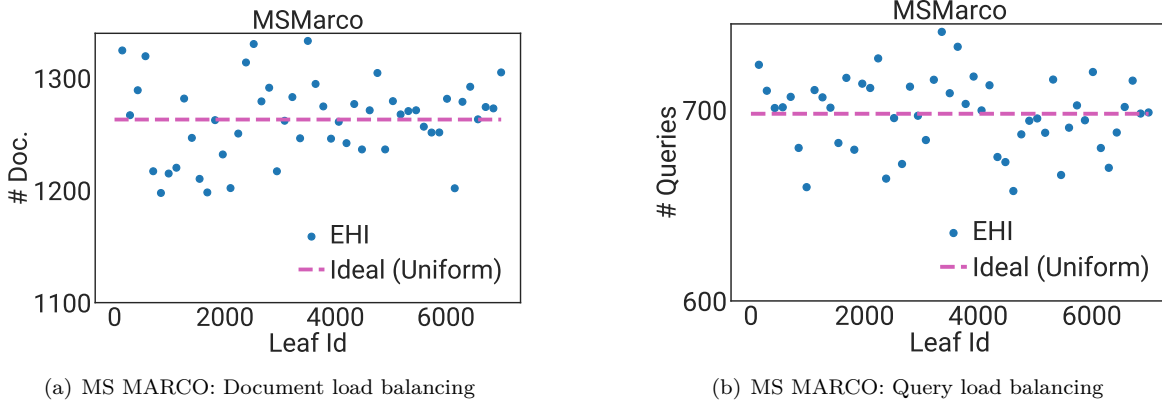 MSMarco
1300
1200
1100
# Doc.
EHI
Ideal (Uniform)
0 2000 4000 6000
Leaf Id
(a) MS MARCO: Document load balancing
MSMarco
700
600
# Queries
EHI
Ideal (Uniform)
0 2000 4000 6000
Leaf Id
(b) MS MARCO: Query load balancing